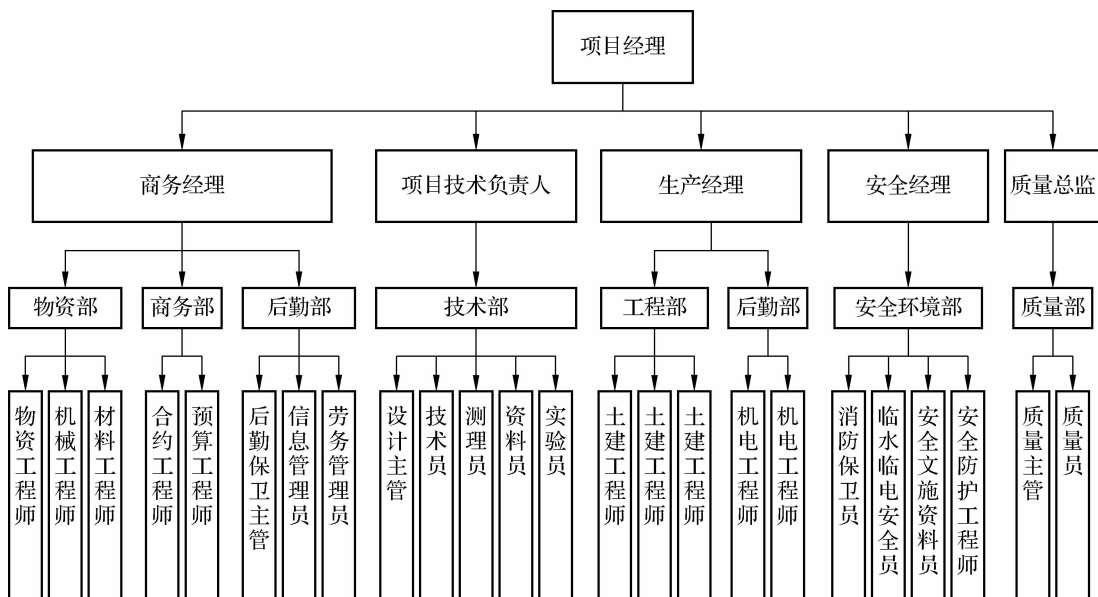 项目经理
商务经理
项目技术负责人
生产经理
安全经理
质量总监
物资部
商务部
后勤部
技术部
工程部
后勤部
安全环境部
质量部
物资工程师
机械工程师
材料工程师
合约工程师
预算工程师
后勤保卫主管
信息管理员
劳务管理员
设计主管
技术员
测理员
资料员
实验员
土建工程师
土建工程师
土建工程师
机电工程师
机电工程师
消防保卫员
临水临电安全员
安全文施资料员
安全防护工程师
质量主管
质量员